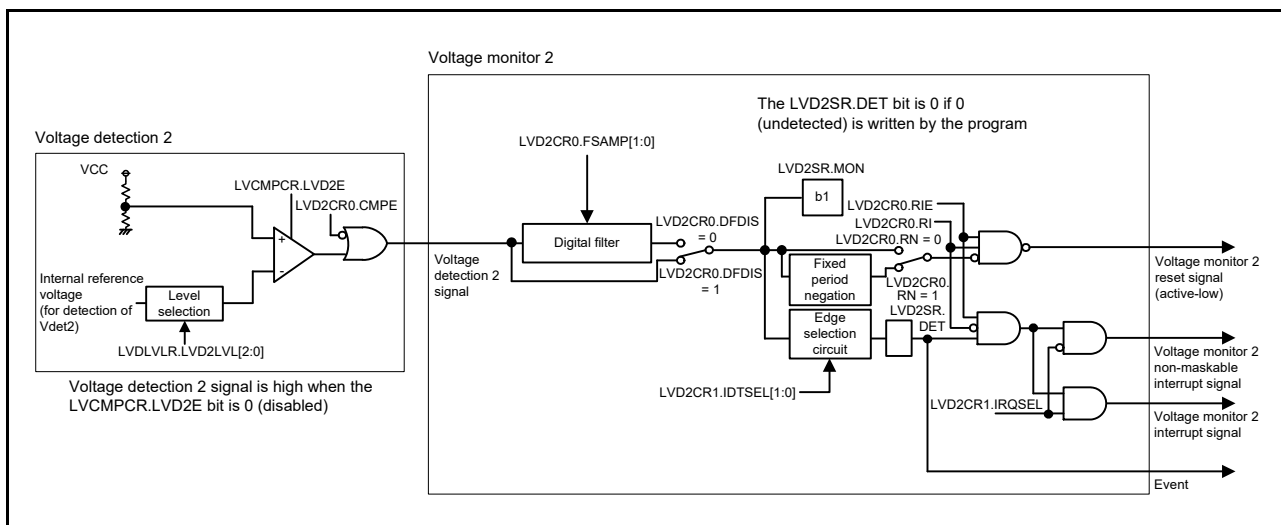 Voltage monitor 2
The LVD2SR.DET bit is 0 if 0
(undetected) is written by the program
Voltage detection 2
VCC
LVCMPCR.LVD2E
LVD2CR0.CMPE
+
-
Internal reference
voltage
(for detection of
Vdet2)
Level
selection
LVDLVLR.LVD2LVL[2:0]
Voltage detection 2 signal is high when the
LVCMPCR.LVD2E bit is 0 (disabled)
LVD2CR0.FSAMP[1:0]
Digital filter
Voltage
detection 2
signal
LVD2CR0.DFDIS
= 0
LVD2CR0.DFDIS
= 1
LVD2SR.MON
b1
LVD2CR0.RIE
LVD2CR0.RI
LVD2CR0.RN = 0
Fixed
period
negation
LVD2CR0.
RN = 1
LVD2SR.
DET
Edge
selection
circuit
LVD2CR1.IDTSEL[1:0]
LVD2CR1.IRQSEL
Voltage monitor 2
reset signal
(active-low)
Voltage monitor 2
non-maskable
interrupt signal
Voltage monitor 2
interrupt signal
Event